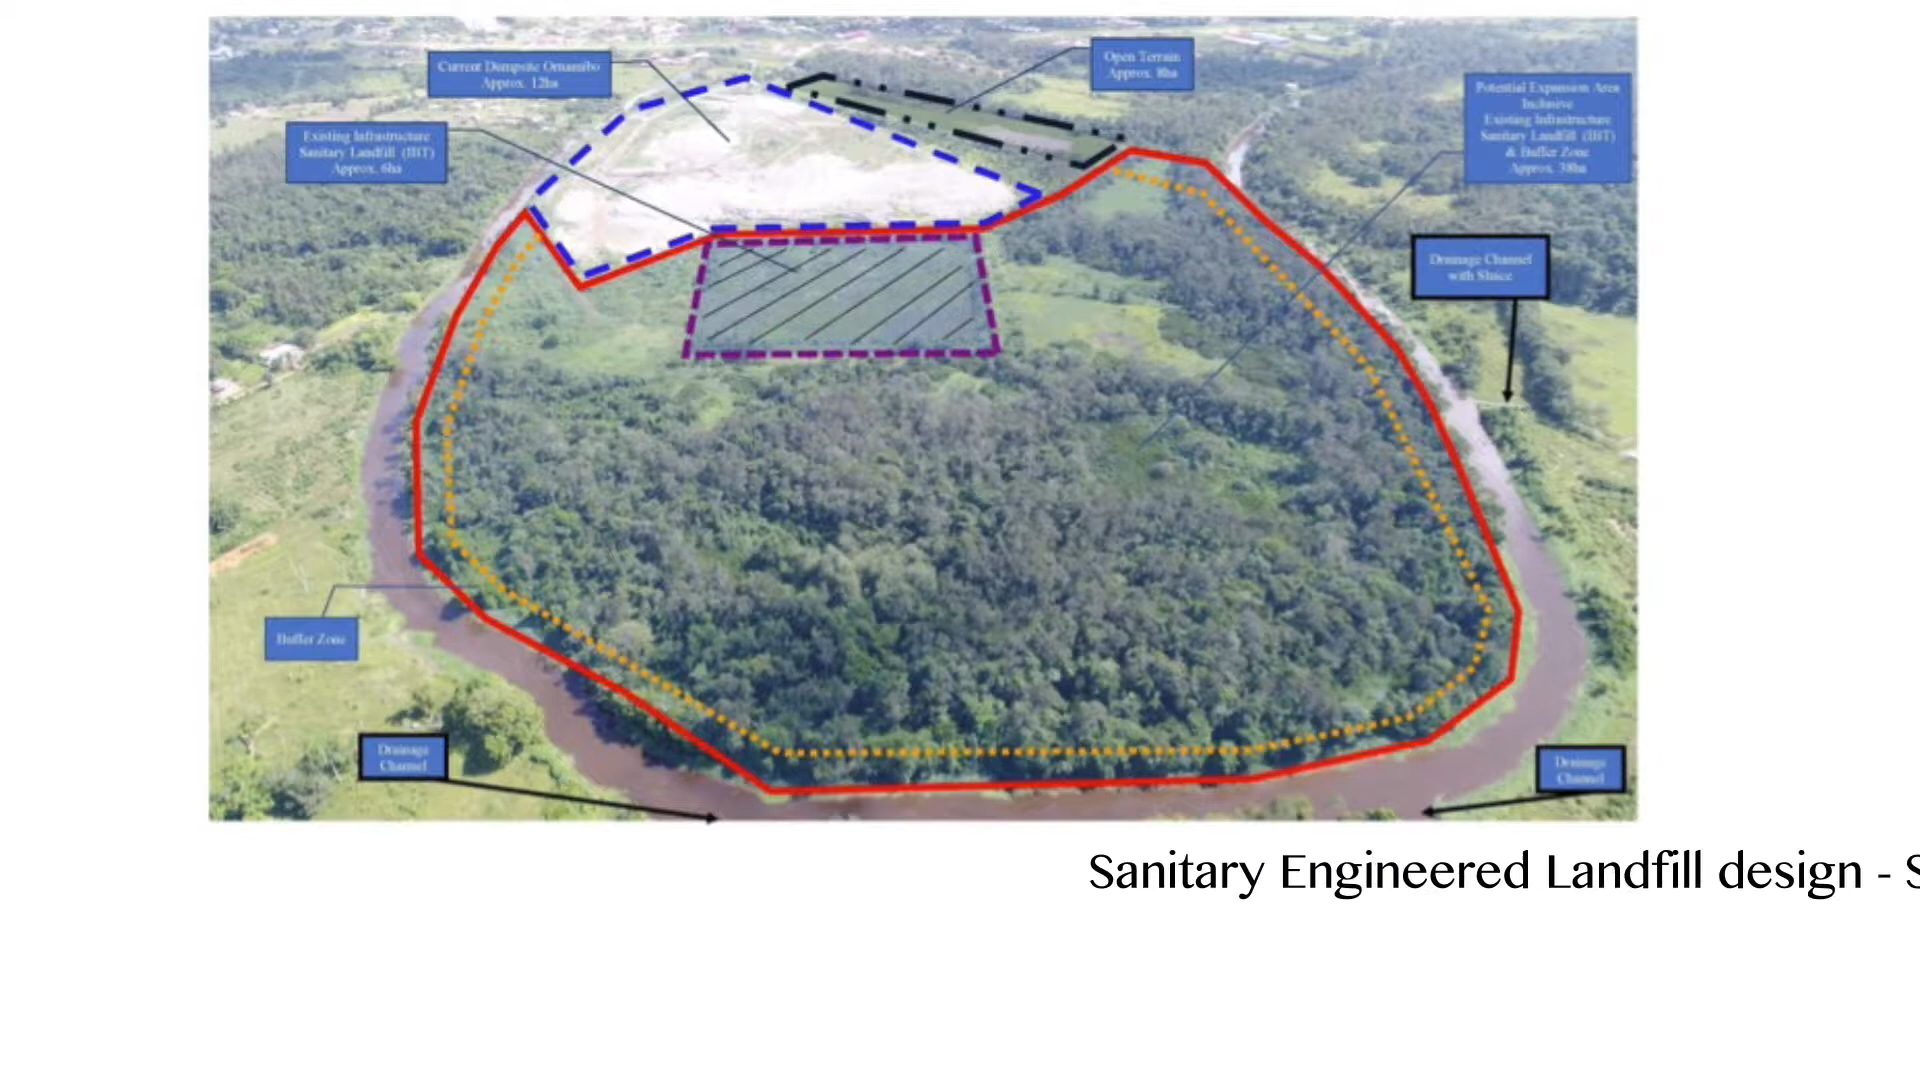 Current Dumpsite Ornamibo
Approx. 12ha
Open Terrain
Approx. 8ha
Potential Expansion Area
Inclusive
Existing Infrastructure
Sanitary Landfill (IBT)
& Buffer Zone
Approx. 38ha
Existing Infrastructure
Sanitary Landfill (IBT)
Approx. 6ha
Drainage Channel
with Sluice
Buffer Zone
Drainage
Channel
Drainage
Channel
Sanitary Engineered Landfill design - S